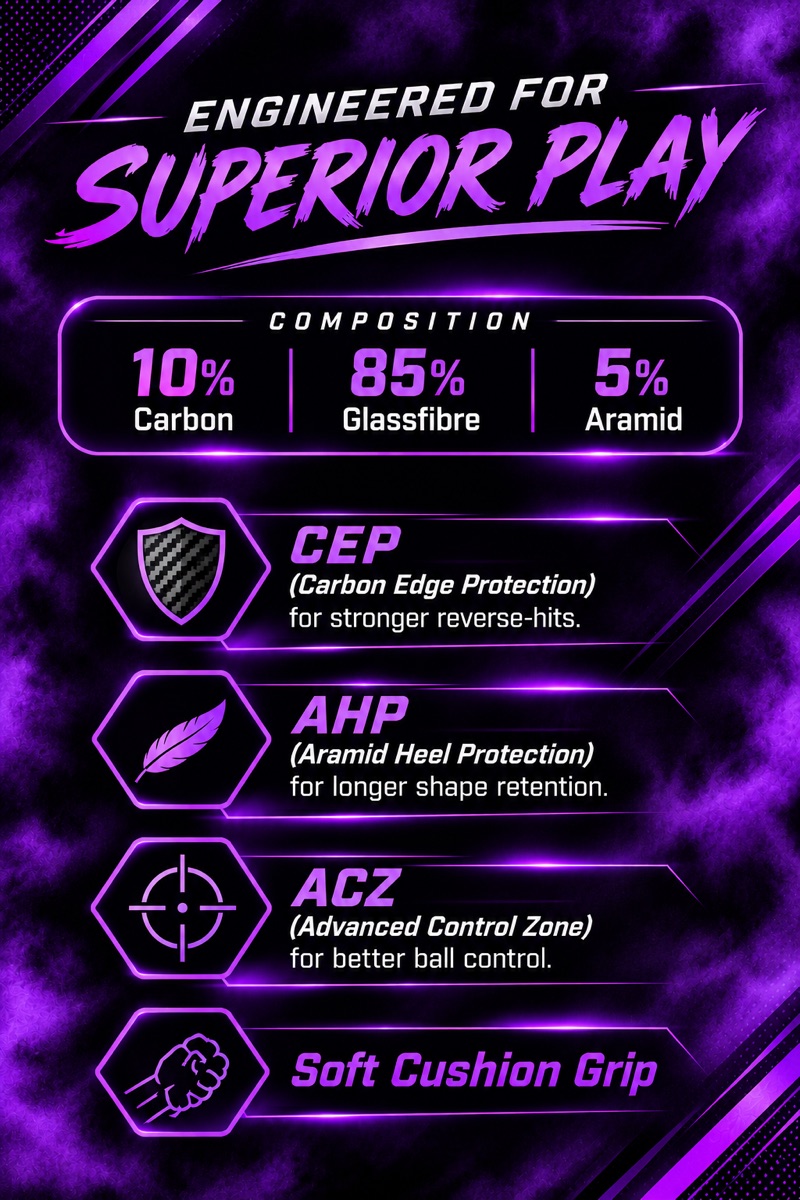 ENGINEERED FOR
SUPERIOR PLAY
COMPOSITION
10% 85% 5%
Carbon Glassfibre Aramid
CEP
(Carbon Edge Protection)
for stronger reverse-hits.
AHP
(Aramid Heel Protection)
for longer shape retention.
ACZ
(Advanced Control Zone)
for better ball control.
Soft Cushion Grip